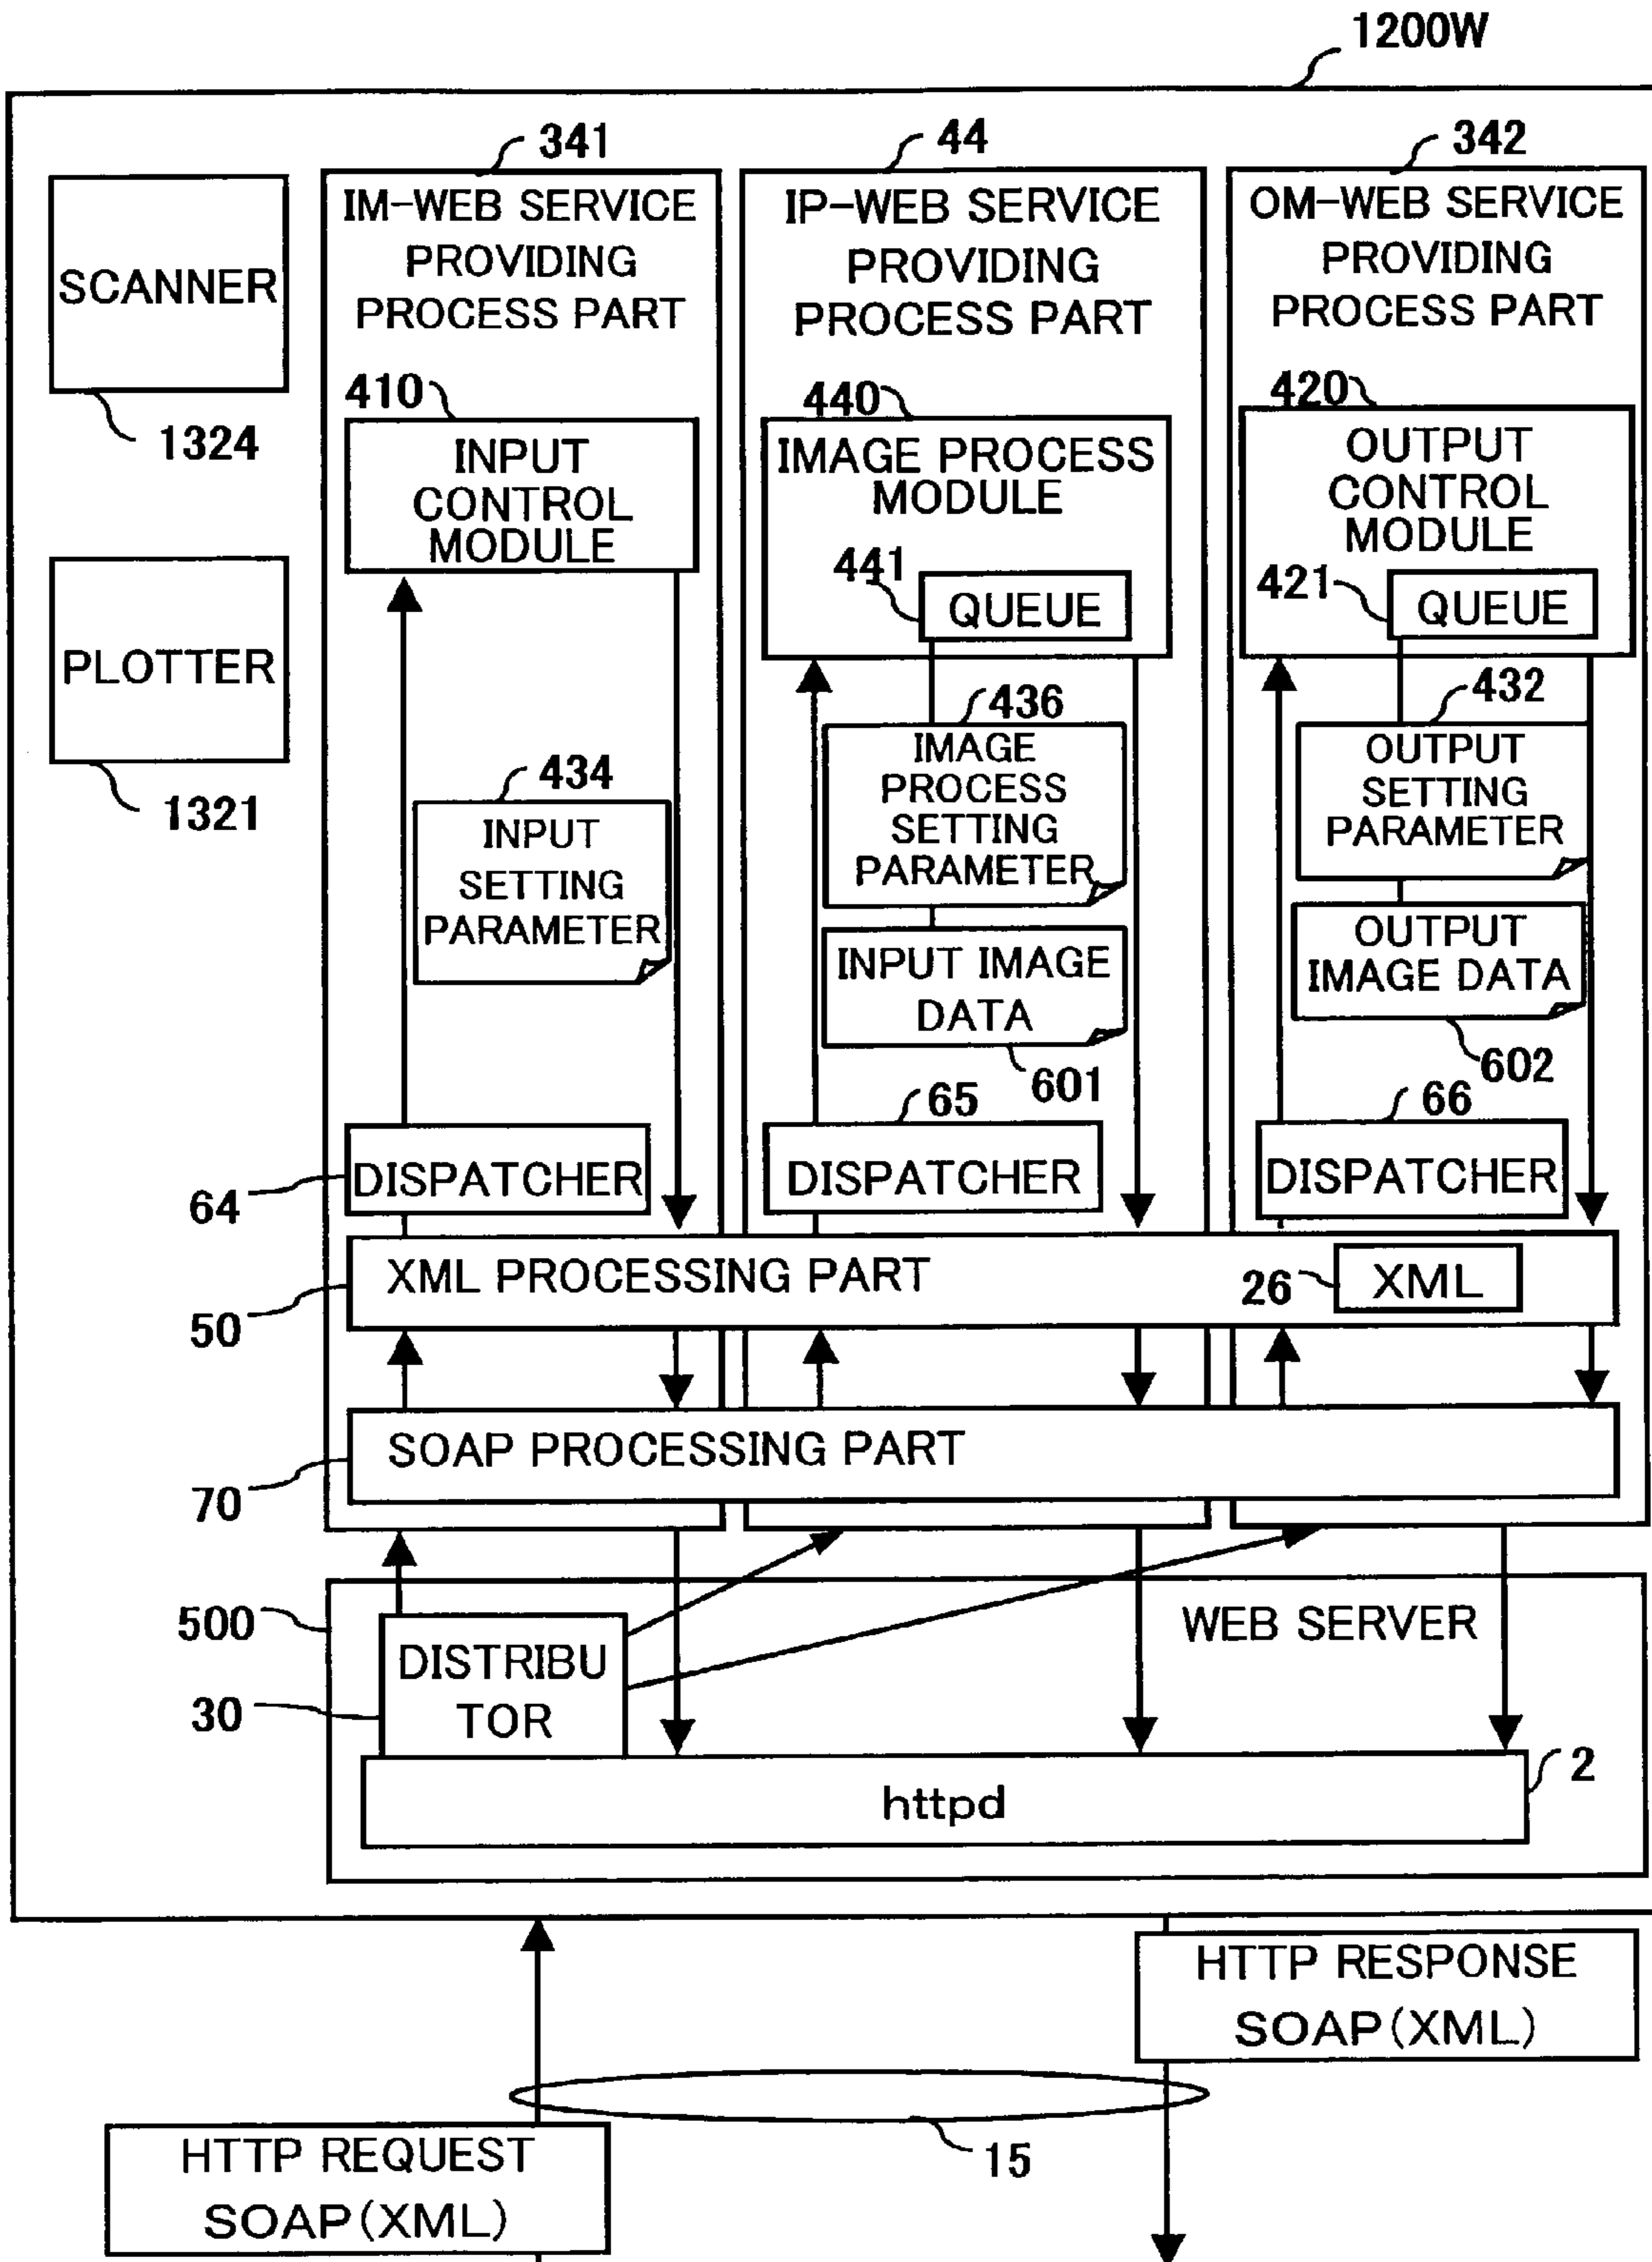 1200W
SCANNER
1324
PLOTTER
1321
341
IM-WEB SERVICE
PROVIDING
PROCESS PART
410
INPUT
CONTROL
MODULE
434
INPUT
SETTING
PARAMETER
64
DISPATCHER
44
IP-WEB SERVICE
PROVIDING
PROCESS PART
440
IMAGE PROCESS
MODULE
441
QUEUE
436
IMAGE
PROCESS
SETTING
PARAMETER
INPUT IMAGE
DATA
601
65
DISPATCHER
342
OM-WEB SERVICE
PROVIDING
PROCESS PART
420
OUTPUT
CONTROL
MODULE
421
QUEUE
432
OUTPUT
SETTING
PARAMETER
OUTPUT
IMAGE DATA
602
66
DISPATCHER
50
XML PROCESSING PART
26
XML
70
SOAP PROCESSING PART
500
WEB SERVER
30
DISTRIBU
TOR
2
httpd
HTTP RESPONSE
SOAP(XML)
15
HTTP REQUEST
SOAP(XML)